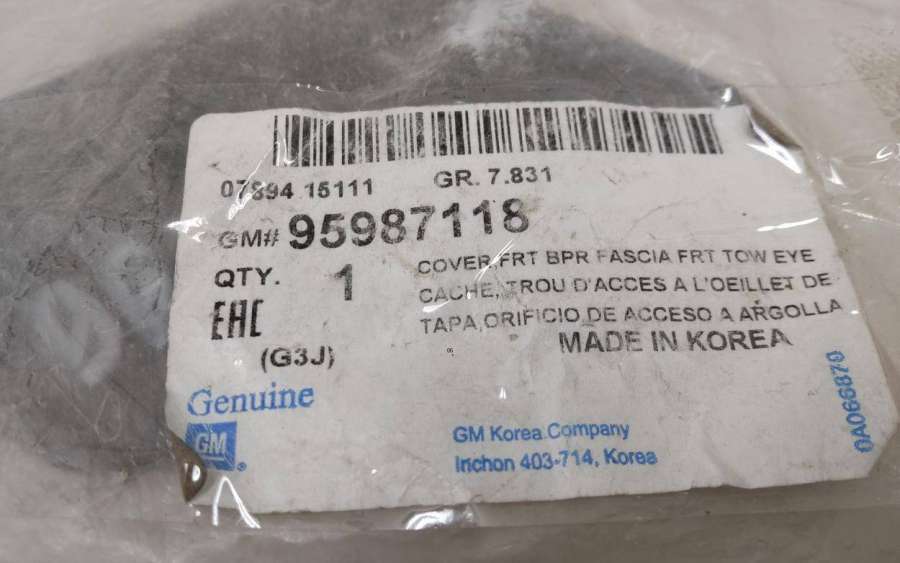 07894 15111 GR. 7.831
GM# 95987118
QTY. 1
COVER,FRT BPR FASCIA FRT TOW EYE
CACHE, TROU D'ACCES A L'OEILLET DE
TAPA,ORIFICIO DE ACCESO A ARGOLLA
EAC
MADE IN KOREA
(G3J)
06
Genuine
GM
GM Korea Company
Inchon 403-714, Korea
0A066870